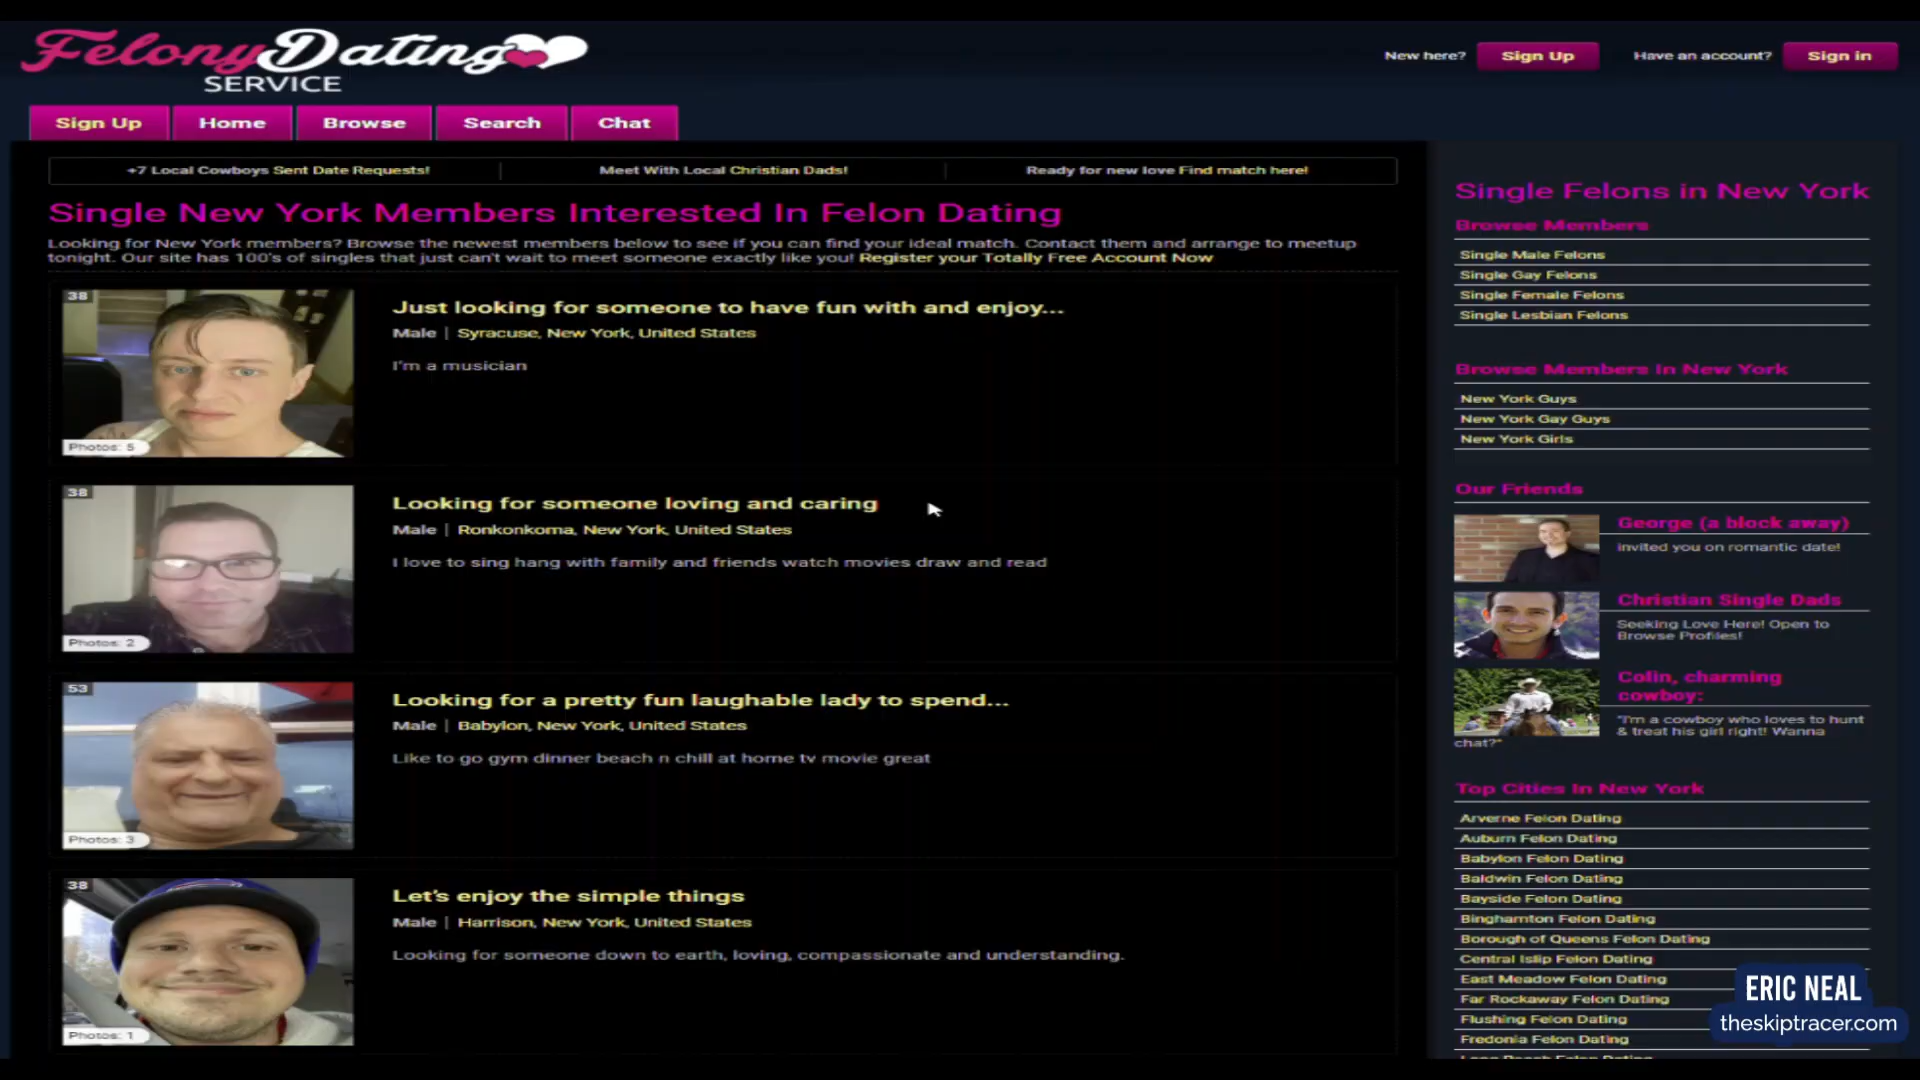 Felony Dating
SERVICE
New here?
Sign Up
Have an account?
Sign in
Sign Up
Home
Browse
Search
Chat
+7 Local Cowboys Sent Date Requests!
Meet With Local Christian Dads!
Ready for new love Find match here!
Single New York Members Interested In Felon Dating
Looking for New York members? Browse the newest members below to see if you can find your ideal match. Contact them and arrange to meetup
tonight. Our site has 100's of singles that just can't wait to meet someone exactly like you! Register your Totally Free Account Now
38
Photos: 5
Just looking for someone to have fun with and enjoy...
Male | Syracuse, New York, United States
I'm a musician
38
Photos: 2
Looking for someone loving and caring
Male | Ronkonkoma, New York, United States
I love to sing hang with family and friends watch movies draw and read
53
Photos: 3
Looking for a pretty fun laughable lady to spend...
Male | Babylon, New York, United States
Like to go gym dinner beach n chill at home tv movie great
38
Photos: 1
Let's enjoy the simple things
Male | Harrison, New York, United States
Looking for someone down to earth, loving, compassionate and understanding.
Single Felons in New York
Browse Members
Single Male Felons
Single Gay Felons
Single Female Felons
Single Lesbian Felons
Browse Members In New York
New York Guys
New York Gay Guys
New York Girls
Our Friends
George (a block away)
invited you on romantic date!
Christian Single Dads
Seeking Love Here! Open to
Browse Profiles!
Colin, charming
cowboy:
"I'm a cowboy who loves to hunt
& treat his girl right! Wanna
chat?"
Top Cities In New York
Arverne Felon Dating
Auburn Felon Dating
Babylon Felon Dating
Baldwin Felon Dating
Bayside Felon Dating
Binghamton Felon Dating
Borough of Queens Felon Dating
Central Islip Felon Dating
East Meadow Felon Dating
Far Rockaway Felon Dating
Flushing Felon Dating
Fredonia Felon Dating
Long Beach Felon Dating
ERIC NEAL
theskiptracer.com